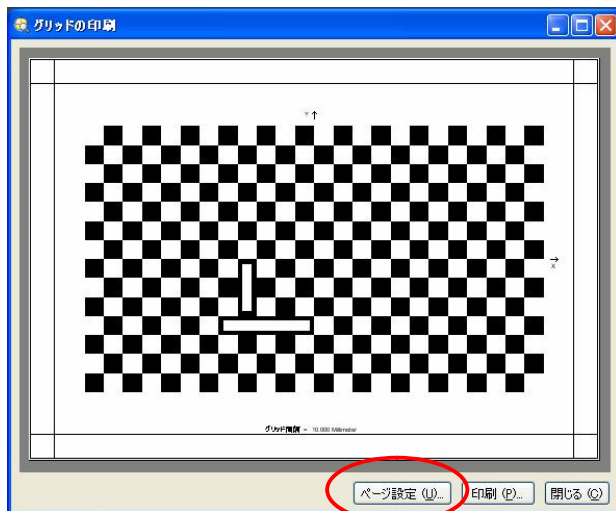 グリッドの印刷
Y
X
グリッド間隔 = 10.000 Millimeter
ページ設定 (U)...
印刷 (P)...
閉じる (C)